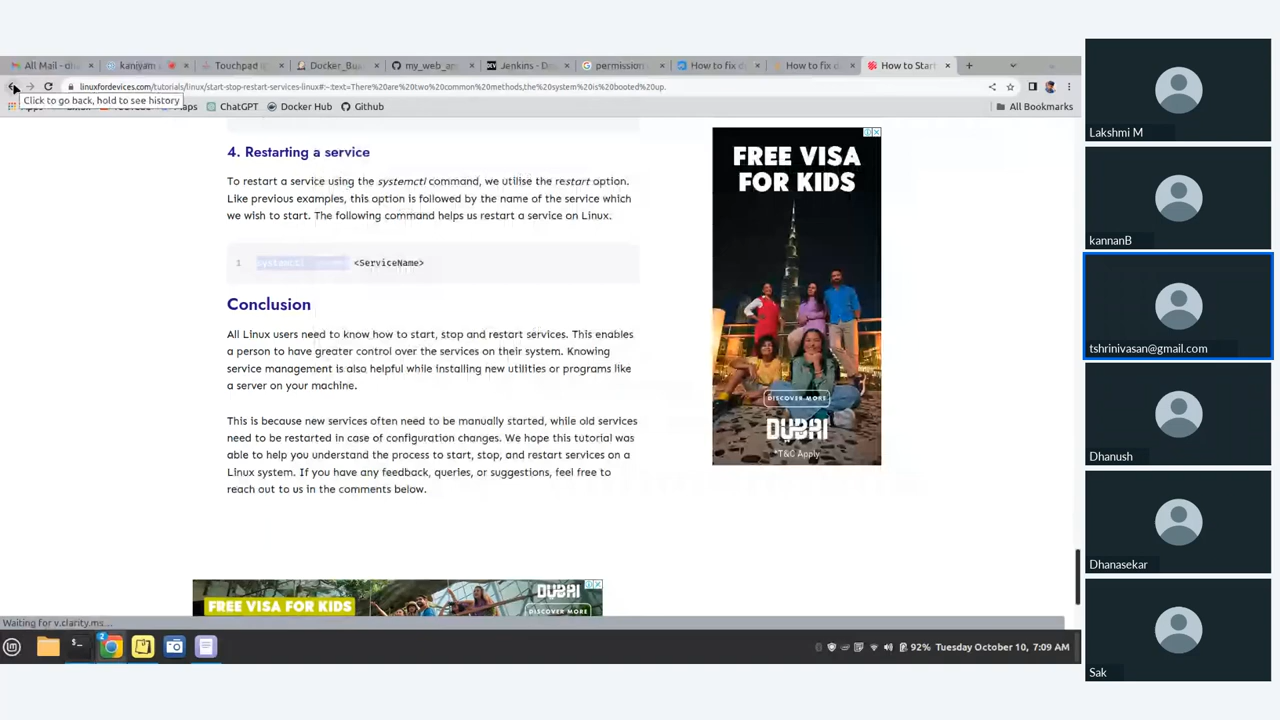 All Mail - dha
kaniyam
Touchpad
Docker_Bu
my_web_ap
Jenkins - De
permission
How to fix d
How to fix d
How to Start
linuxfordevices.com/tutorials/linux/start-stop-restart-services-linux#:~:text=There%20are%20two%20common%20methods,the%20system%20is%20booted%20up.
Click to go back, hold to see history
Apps
Maps
ChatGPT
Docker Hub
Github
All Bookmarks
4. Restarting a service
To restart a service using the systemctl command, we utilise the restart option.
Like previous examples, this option is followed by the name of the service which
we wish to start. The following command helps us restart a service on Linux.
1 systemctl restart <ServiceName>
Conclusion
All Linux users need to know how to start, stop and restart services. This enables
a person to have greater control over the services on their system. Knowing
service management is also helpful while installing new utilities or programs like
a server on your machine.
This is because new services often need to be manually started, while old services
need to be restarted in case of configuration changes. We hope this tutorial was
able to help you understand the process to start, stop, and restart services on a
Linux system. If you have any feedback, queries, or suggestions, feel free to
reach out to us in the comments below.
FREE VISA
FOR KIDS
DISCOVER MORE
DUBAI
*T&C Apply
FREE VISA FOR KIDS
DUBAI
DISCOVER MORE
Waiting for v.clarity.ms...
2
92% Tuesday October 10, 7:09 AM
Lakshmi M
kannanB
tshrinivasan@gmail.com
Dhanush
Dhanasekar
Sak